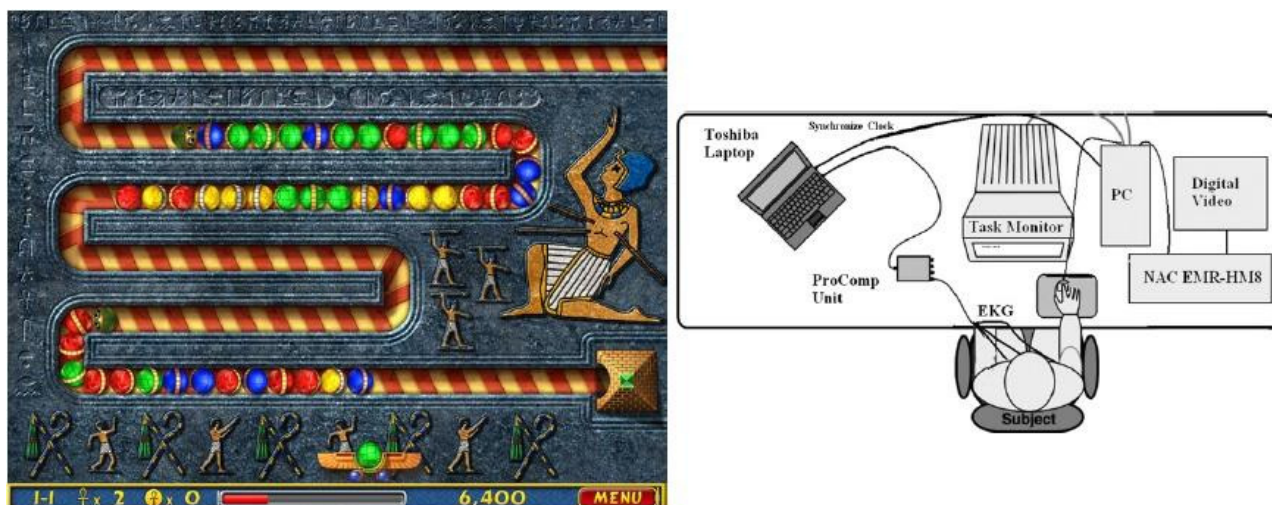 1-1 x 2 x 0 6,400 MENU
Toshiba
Laptop
Synchronize Clock
Task Monitor
PC
Digital
Video
NAC EMR-HM8
ProComp
Unit
EKG
Subject